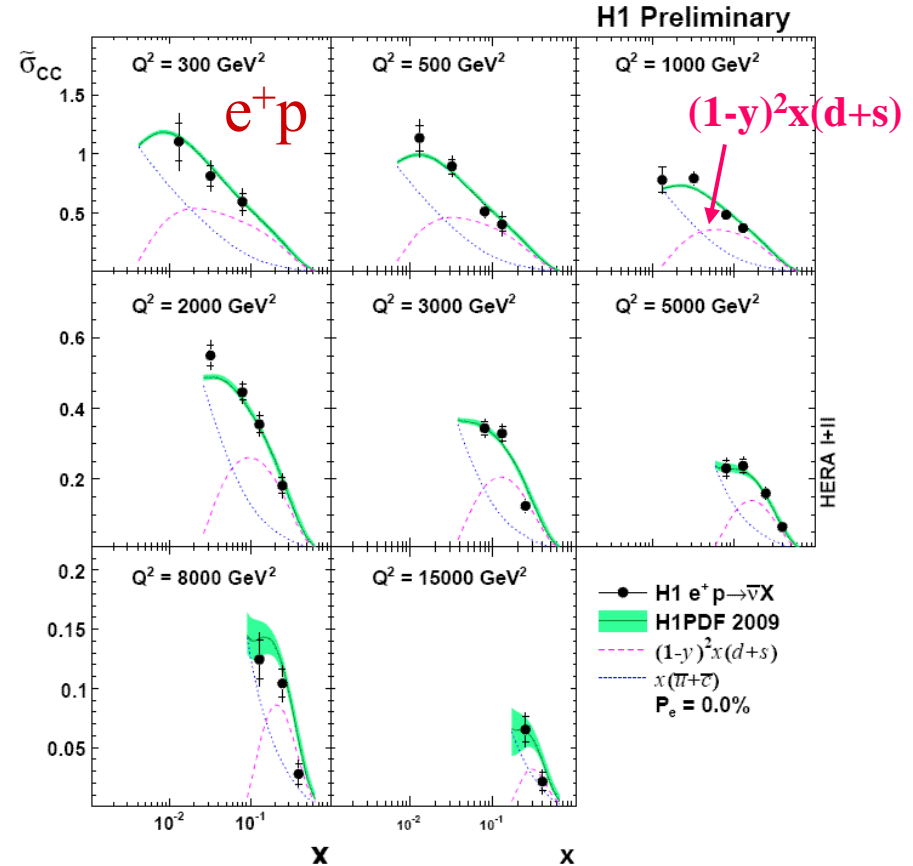 H1 Preliminary
σ̃CC
Q² = 300 GeV²
Q² = 500 GeV²
Q² = 1000 GeV²
e⁺p
(1-y)²x(d+s)
1.5
1
0.5
Q² = 2000 GeV²
Q² = 3000 GeV²
Q² = 5000 GeV²
0.6
0.4
0.2
HERA I+II
Q² = 8000 GeV²
Q² = 15000 GeV²
0.2
0.15
0.1
0.05
H1 e⁺p→ν̅X
H1PDF 2009
(1-y)²x(d+s)
x(u̅+c̅)
Pe = 0.0%
10⁻² 10⁻¹ 10⁻² 10⁻¹
x x